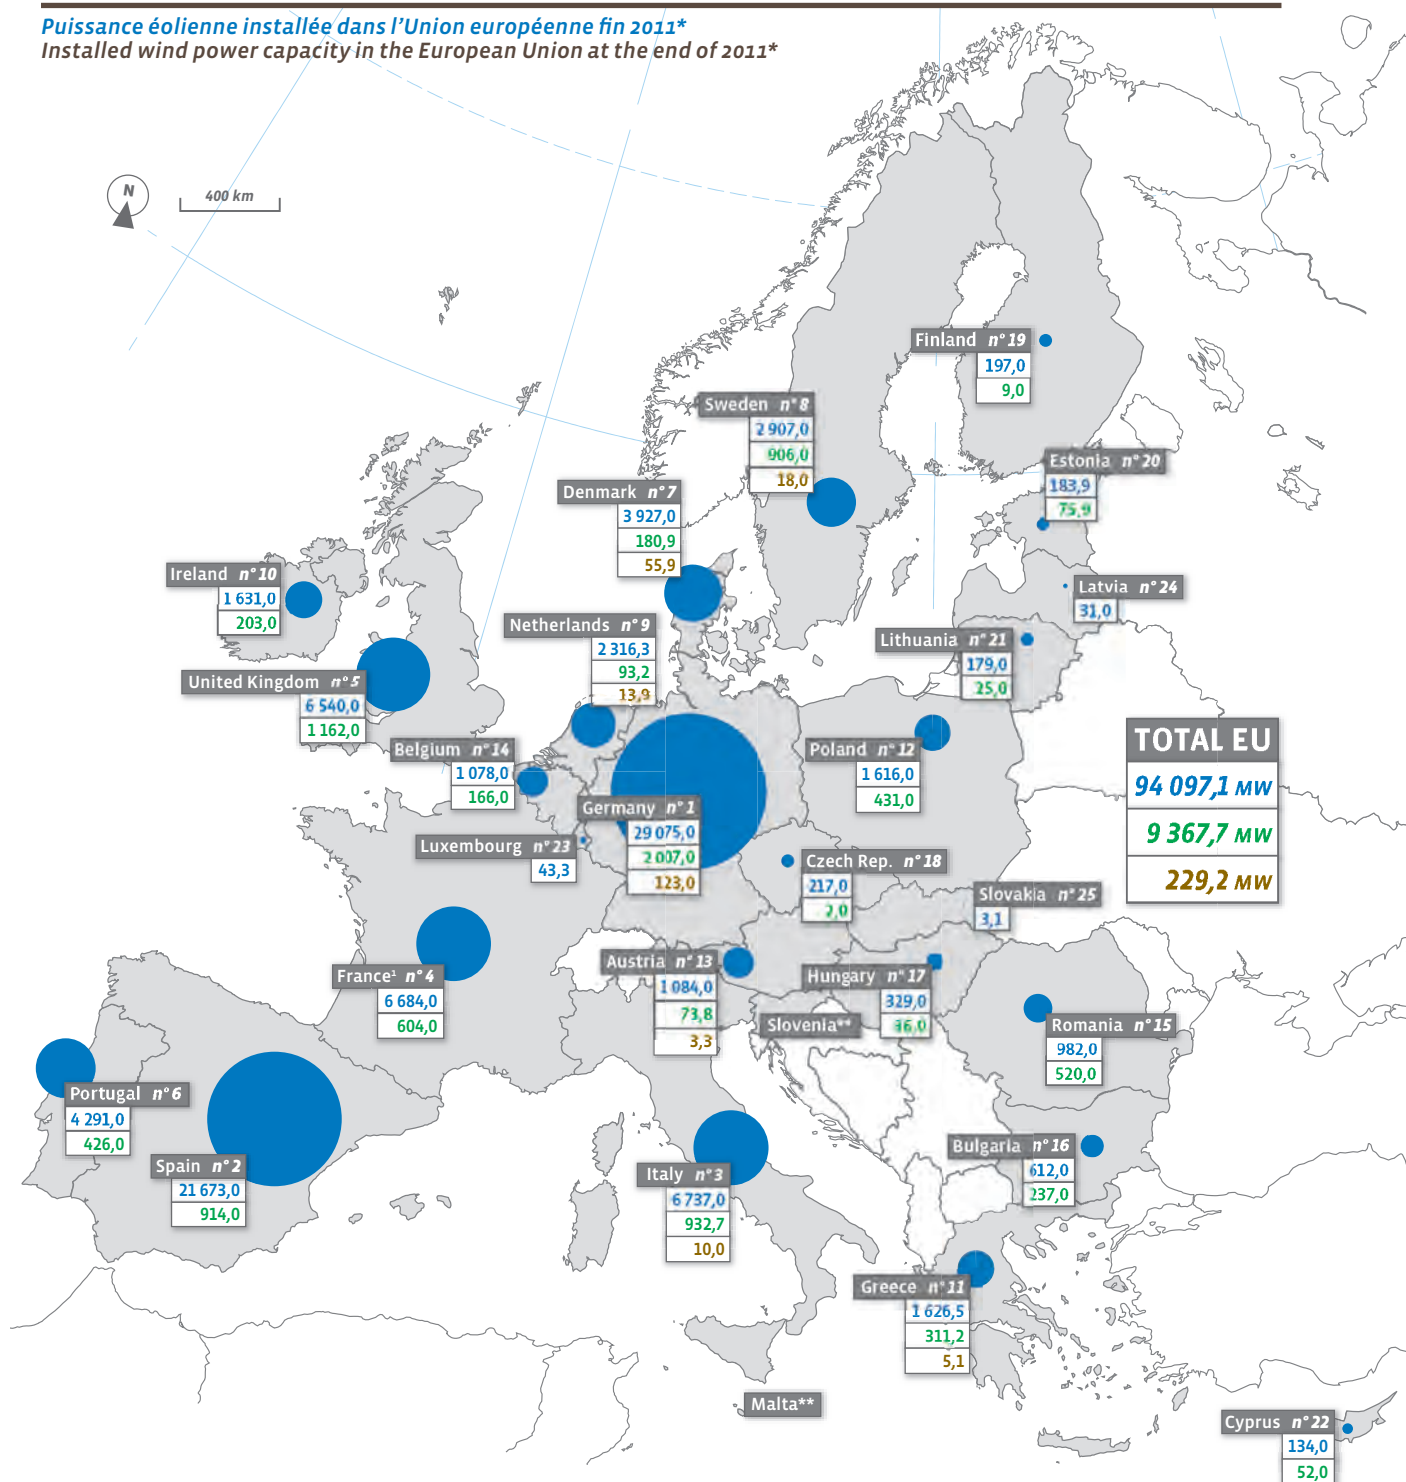 Puissance éolienne installée dans l'Union européenne fin 2011*
Installed wind power capacity in the European Union at the end of 2011*
N
400 km
Finland n° 19
197,0
9,0
Sweden n° 8
2 907,0
906,0
18,0
Estonia n° 20
183,9
75,9
Denmark n° 7
3 927,0
180,9
55,9
Ireland n° 10
1 631,0
203,0
Latvia n° 24
31,0
Netherlands n° 9
2 316,3
93,2
13,9
Lithuania n° 21
179,0
25,0
United Kingdom n° 5
6 540,0
1 162,0
Belgium n° 14
1 078,0
166,0
Poland n° 12
1 616,0
431,0
TOTAL EU
94 097,1 MW
9 367,7 MW
229,2 MW
Germany n° 1
29 075,0
2 007,0
123,0
Luxembourg n° 23
43,3
Czech Rep. n° 18
217,0
2,0
Slovakia n° 25
3,1
France¹ n° 4
6 684,0
604,0
Austria n° 13
1 084,0
73,8
3,3
Hungary n° 17
329,0
36,0
Slovenia**
Romania n° 15
982,0
520,0
Portugal n° 6
4 291,0
426,0
Spain n° 2
21 673,0
914,0
Bulgaria n° 16
612,0
237,0
Italy n° 3
6 737,0
932,7
10,0
Greece n° 11
1 626,5
311,2
5,1
Malta**
Cyprus n° 22
134,0
52,0